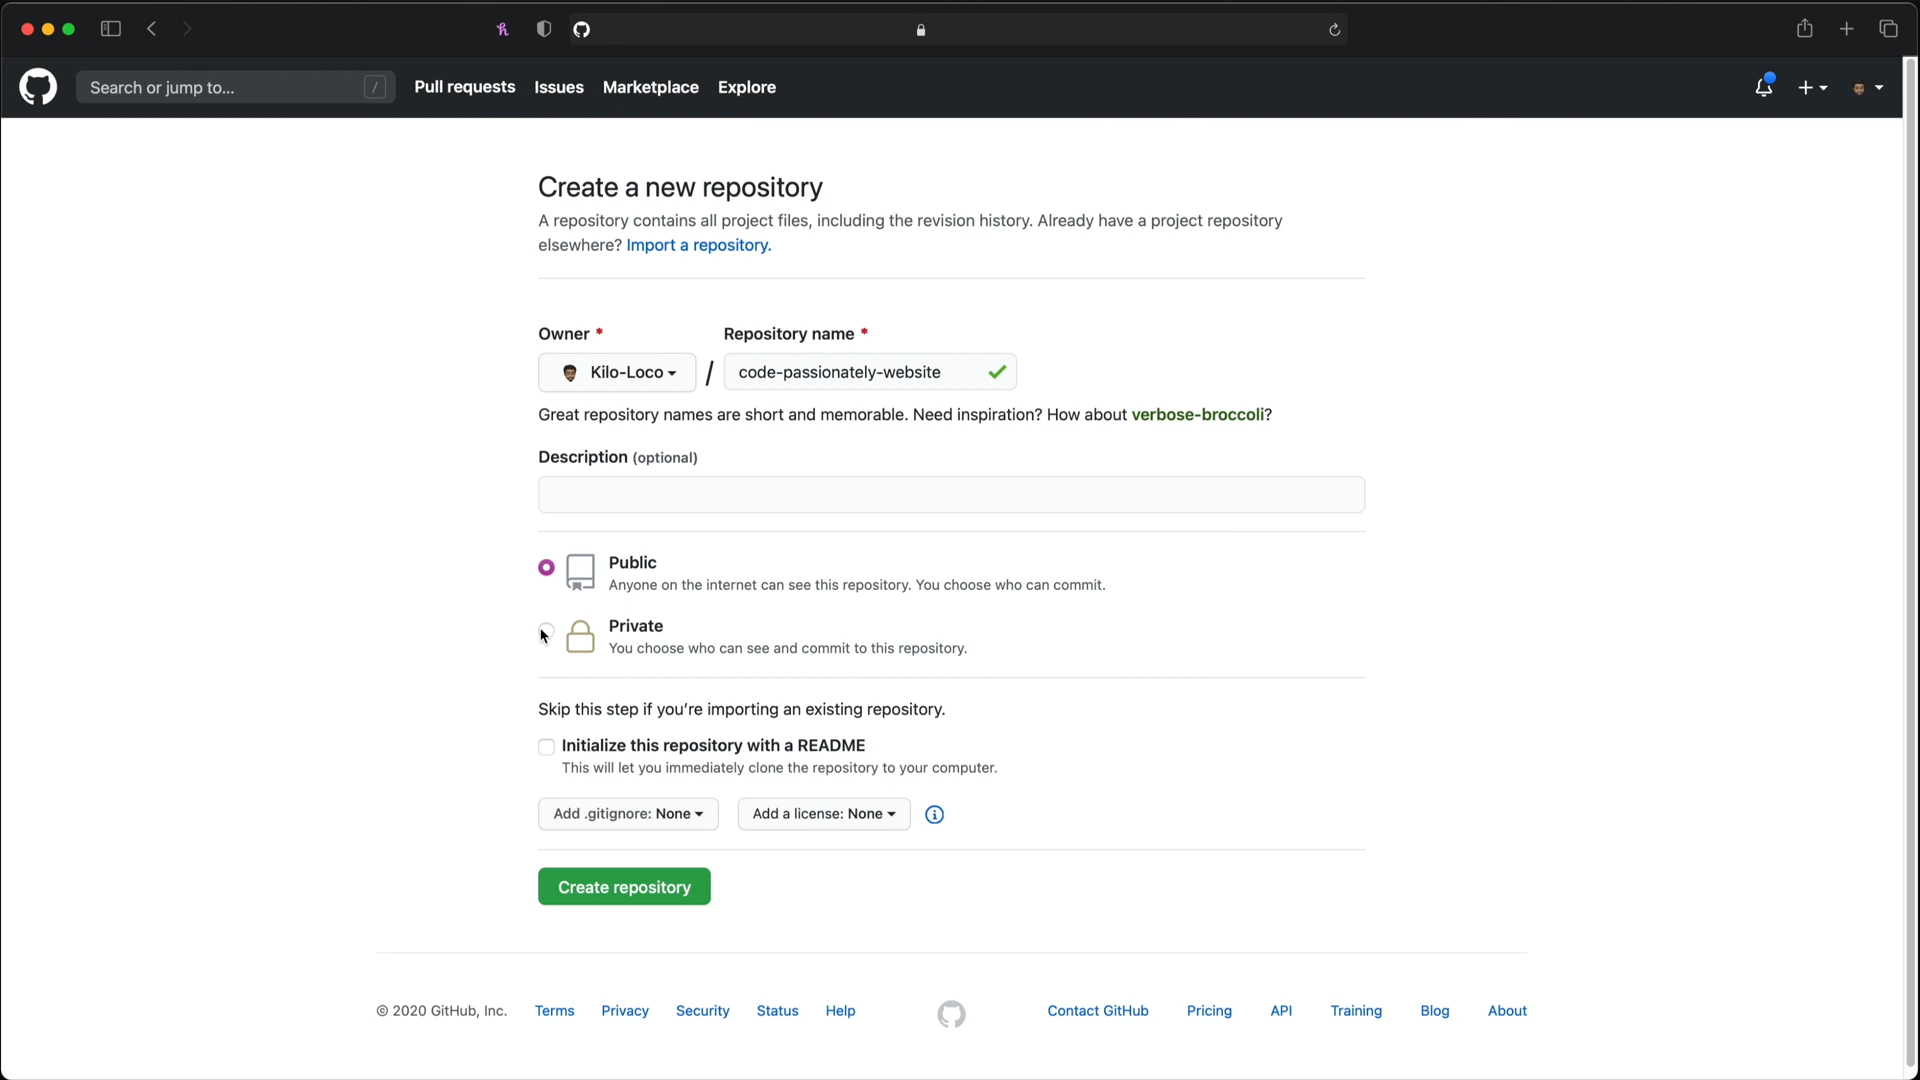 Search or jump to... /
Pull requests Issues Marketplace Explore
Create a new repository
A repository contains all project files, including the revision history. Already have a project repository
elsewhere? Import a repository.
Owner * Repository name *
Kilo-Loco / code-passionately-website
Great repository names are short and memorable. Need inspiration? How about verbose-broccoli?
Description (optional)
Public
Anyone on the internet can see this repository. You choose who can commit.
Private
You choose who can see and commit to this repository.
Skip this step if you're importing an existing repository.
Initialize this repository with a README
This will let you immediately clone the repository to your computer.
Add .gitignore: None Add a license: None
Create repository
© 2020 GitHub, Inc. Terms Privacy Security Status Help Contact GitHub Pricing API Training Blog About